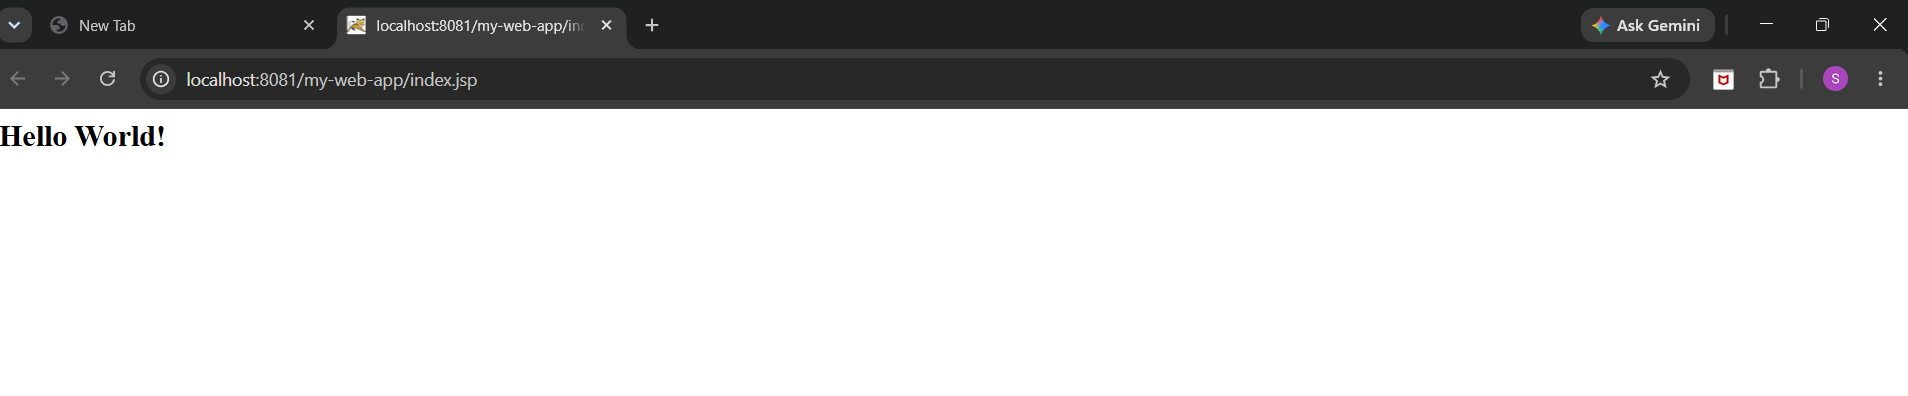 New Tab
localhost:8081/my-web-app/in
Ask Gemini
localhost:8081/my-web-app/index.jsp
S
Hello World!